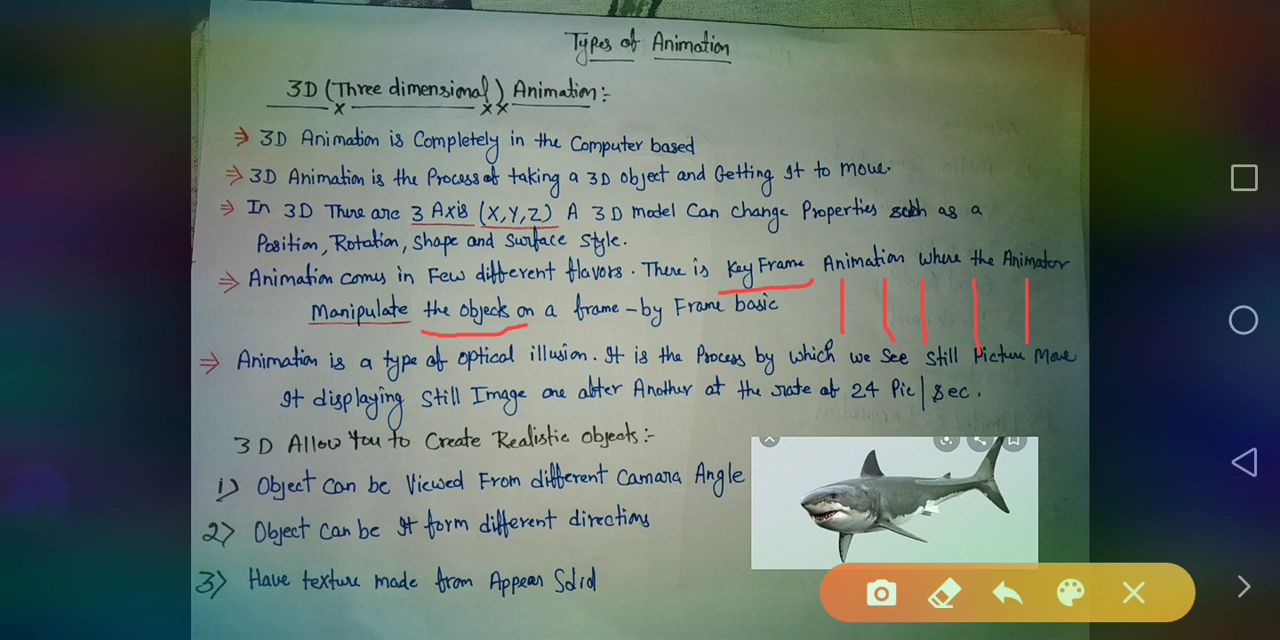 Types of Animation
3D (Three dimensional) Animation:-
⇒ 3D Animation is Completely in the Computer based
⇒ 3D Animation is the Process of taking a 3D object and Getting It to move.
⇒ In 3D There are 3 Axis (X,Y,Z) A 3D model Can change Properties such as a
Position, Rotation, Shape and Surface Style.
⇒ Animation comes in Few different flavors. There is Key Frame Animation where the Animator
Manipulate the objects on a frame-by Frame basic
⇒ Animation is a type of optical illusion. It is the Process by which we See Still Picture Move
It displaying Still Image one after Another at the rate of 24 Pic|Sec.
3D Allow You to Create Realistic Objects:-
1) Object can be Viewed From different Camara Angle
2) Object can be It form different directions
3) Have texture made from Appear Solid